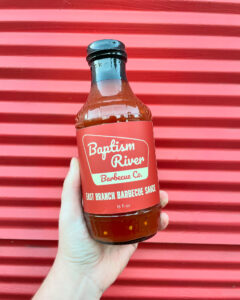 Baptism
River
Barbecue Co.
EAST BRANCH BARBECUE SAUCE